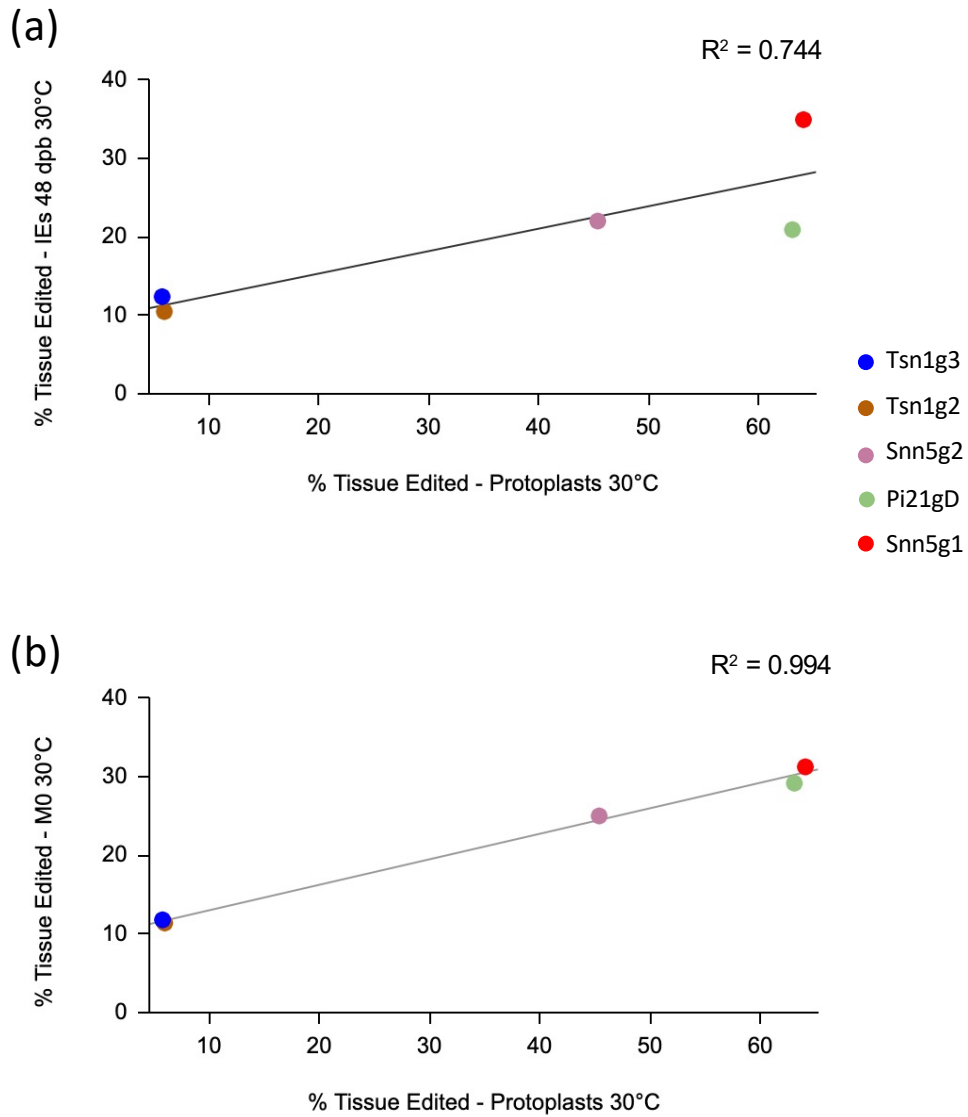 (a)
R² = 0.744
40
30
20
10
0
% Tissue Edited - IEs 48 dpb 30°C
10 20 30 40 50 60
% Tissue Edited - Protoplasts 30°C
Tsn1g3
Tsn1g2
Snn5g2
Pi21gD
Snn5g1
(b)
R² = 0.994
40
30
20
10
0
% Tissue Edited - M0 30°C
10 20 30 40 50 60
% Tissue Edited - Protoplasts 30°C